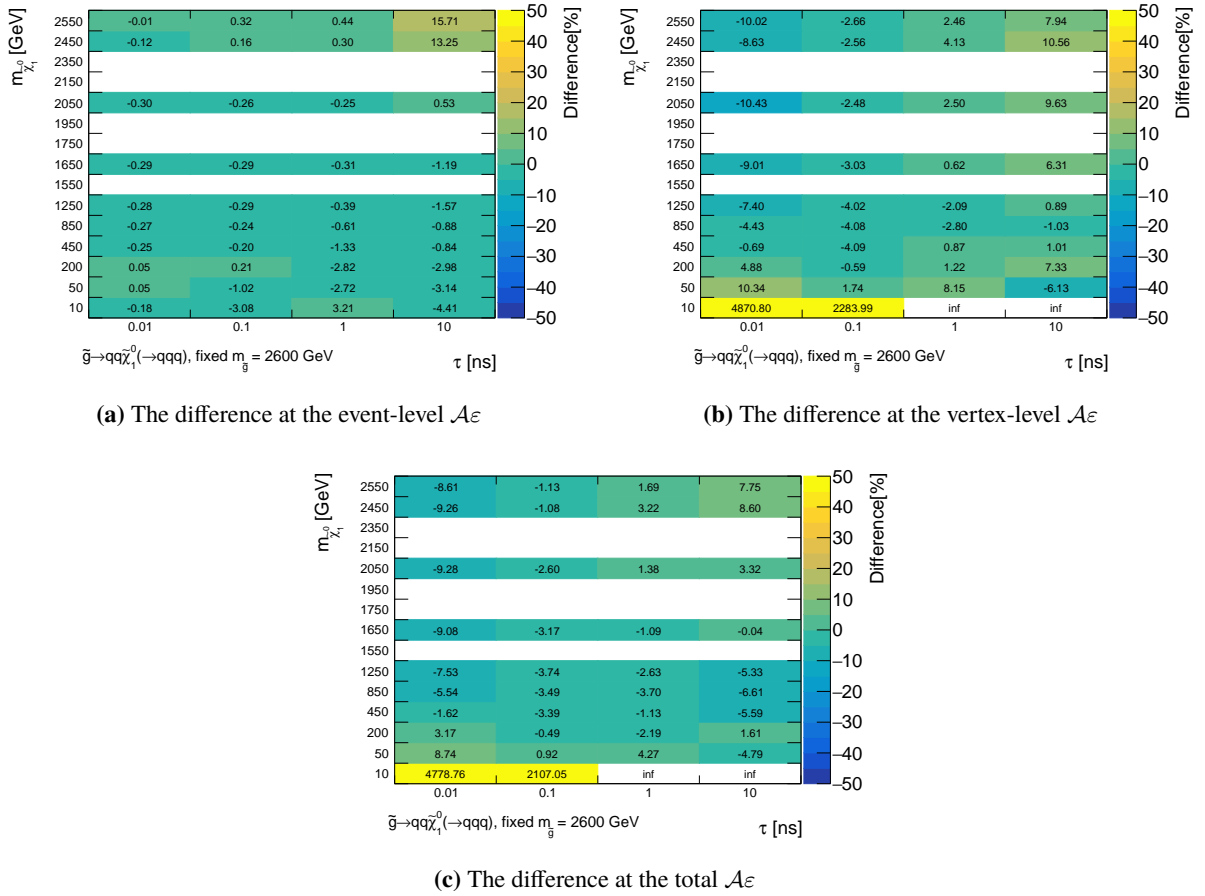 m_χ̃₁⁰ [GeV]
2550 -0.01 0.32 0.44 15.71
2450 -0.12 0.16 0.30 13.25
2350
2150
2050 -0.30 -0.26 -0.25 0.53
1950
1750
1650 -0.29 -0.29 -0.31 -1.19
1550
1250 -0.28 -0.29 -0.39 -1.57
850 -0.27 -0.24 -0.61 -0.88
450 -0.25 -0.20 -1.33 -0.84
200 0.05 0.21 -2.82 -2.98
50 0.05 -1.02 -2.72 -3.14
10 -0.18 -3.08 3.21 -4.41
0.01 0.1 1 10
g̃→qqχ̃₁⁰(→qqq), fixed m_g̃ = 2600 GeV
τ [ns]
50
40
30
20
10
0
−10
−20
−30
−40
−50
Difference[%]
(a) The difference at the event-level 𝒜ε
m_χ̃₁⁰ [GeV]
2550 -10.02 -2.66 2.46 7.94
2450 -8.63 -2.56 4.13 10.56
2350
2150
2050 -10.43 -2.48 2.50 9.63
1950
1750
1650 -9.01 -3.03 0.62 6.31
1550
1250 -7.40 -4.02 -2.09 0.89
850 -4.43 -4.08 -2.80 -1.03
450 -0.69 -4.09 0.87 1.01
200 4.88 -0.59 1.22 7.33
50 10.34 1.74 8.15 -6.13
10 4870.80 2283.99 inf inf
0.01 0.1 1 10
g̃→qqχ̃₁⁰(→qqq), fixed m_g̃ = 2600 GeV
τ [ns]
50
40
30
20
10
0
−10
−20
−30
−40
−50
Difference[%]
(b) The difference at the vertex-level 𝒜ε
m_χ̃₁⁰ [GeV]
2550 -8.61 -1.13 1.69 7.75
2450 -9.26 -1.08 3.22 8.60
2350
2150
2050 -9.28 -2.60 1.38 3.32
1950
1750
1650 -9.08 -3.17 -1.09 -0.04
1550
1250 -7.53 -3.74 -2.63 -5.33
850 -5.54 -3.49 -3.70 -6.61
450 -1.62 -3.39 -1.13 -5.59
200 3.17 -0.49 -2.19 1.61
50 8.74 0.92 4.27 -4.79
10 4778.76 2107.05 inf inf
0.01 0.1 1 10
g̃→qqχ̃₁⁰(→qqq), fixed m_g̃ = 2600 GeV
τ [ns]
50
40
30
20
10
0
−10
−20
−30
−40
−50
Difference[%]
(c) The difference at the total 𝒜ε